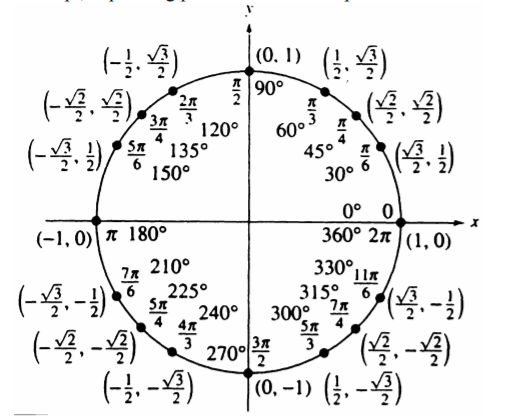 y
(-1/2, √3/2) (0, 1) (1/2, √3/2)
(-√2/2, √2/2) 2π/3 π/2 90° π/3 (√2/2, √2/2)
3π/4 120° 60° π/4
(-√3/2, 1/2) 5π/6 135° 45° π/6 (√3/2, 1/2)
150° 30°
0° 0
x
(-1, 0) π 180° 360° 2π (1, 0)
7π/6 210° 330° 11π/6
(-√3/2, -1/2) 225° 315° (√3/2, -1/2)
5π/4 240° 300° 7π/4
(-√2/2, -√2/2) 4π/3 270° 3π/2 5π/3 (√2/2, -√2/2)
(-1/2, -√3/2) (0, -1) (1/2, -√3/2)